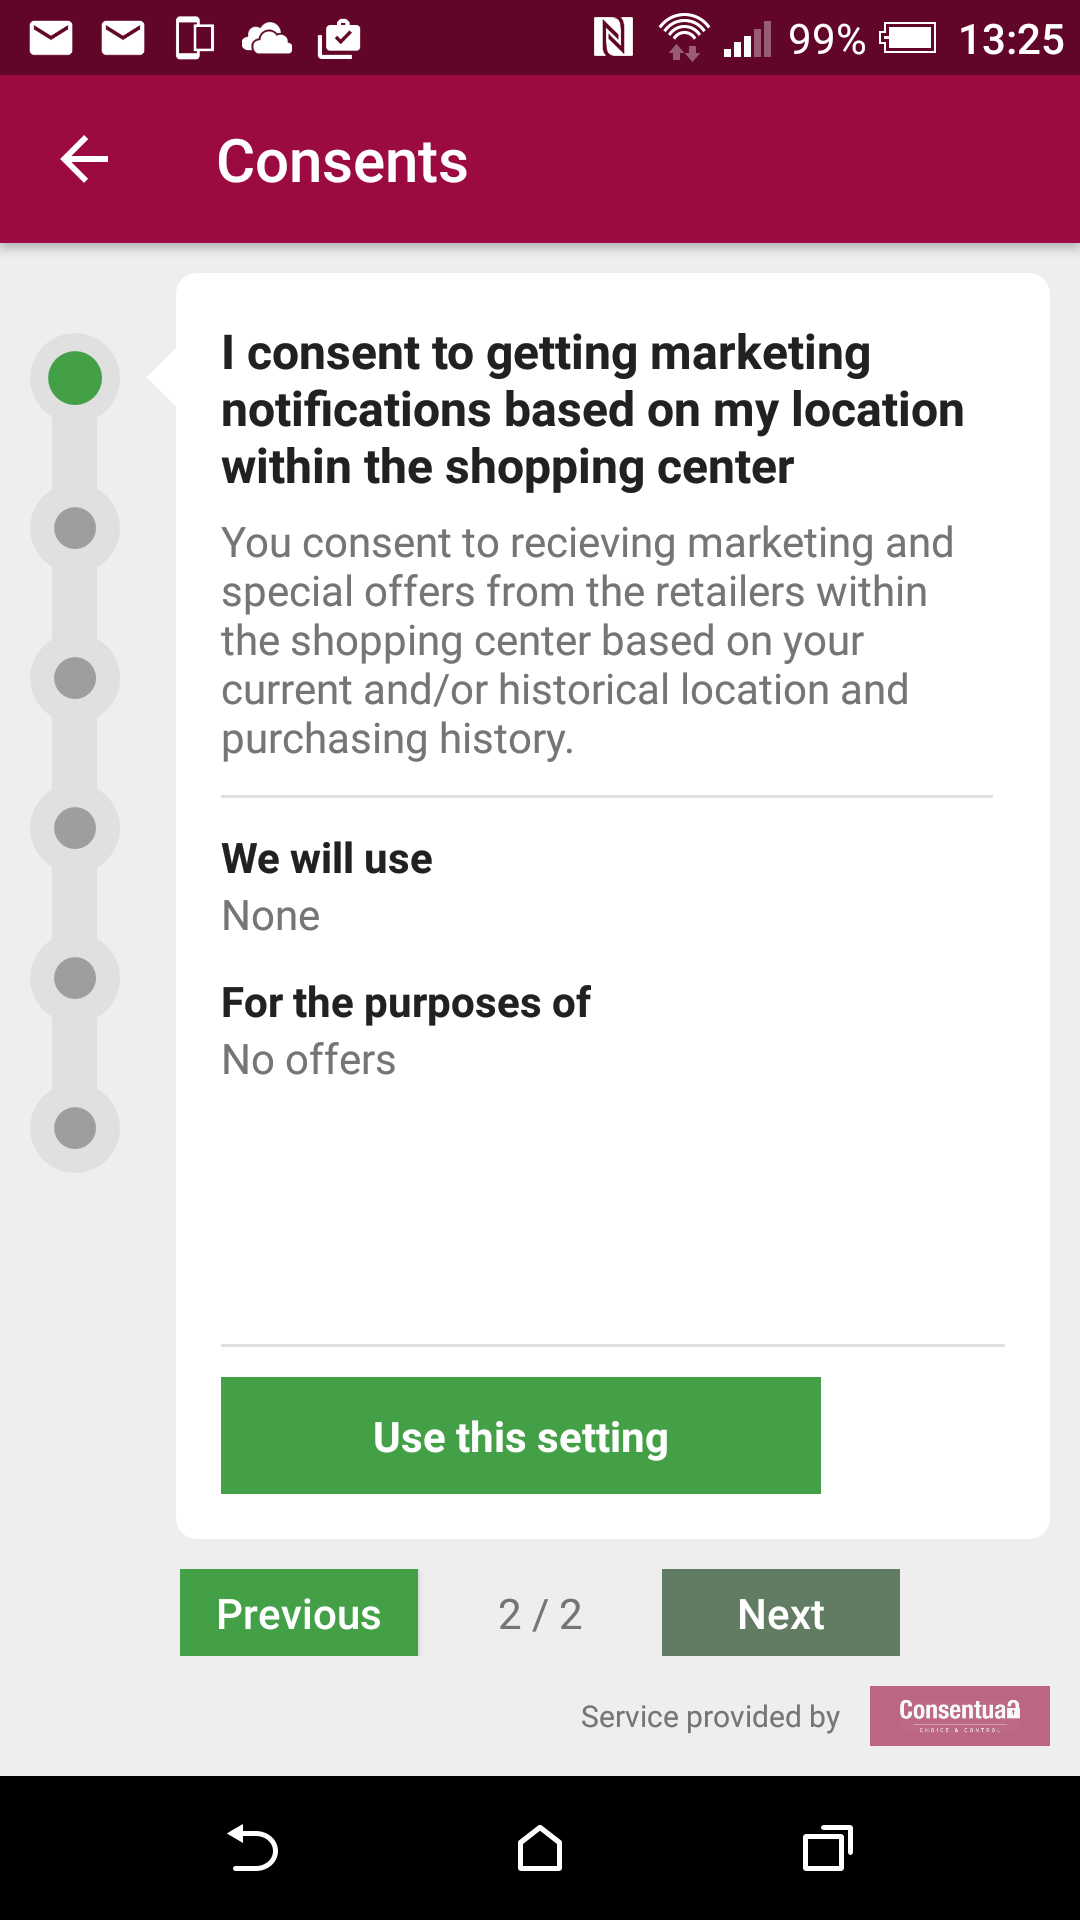 99% 13:25
Consents
I consent to getting marketing
notifications based on my location
within the shopping center
You consent to recieving marketing and
special offers from the retailers within
the shopping center based on your
current and/or historical location and
purchasing history.
We will use
None
For the purposes of
No offers
Use this setting
Previous 2 / 2 Next
Service provided by Consentua
CHOICE & CONTROL